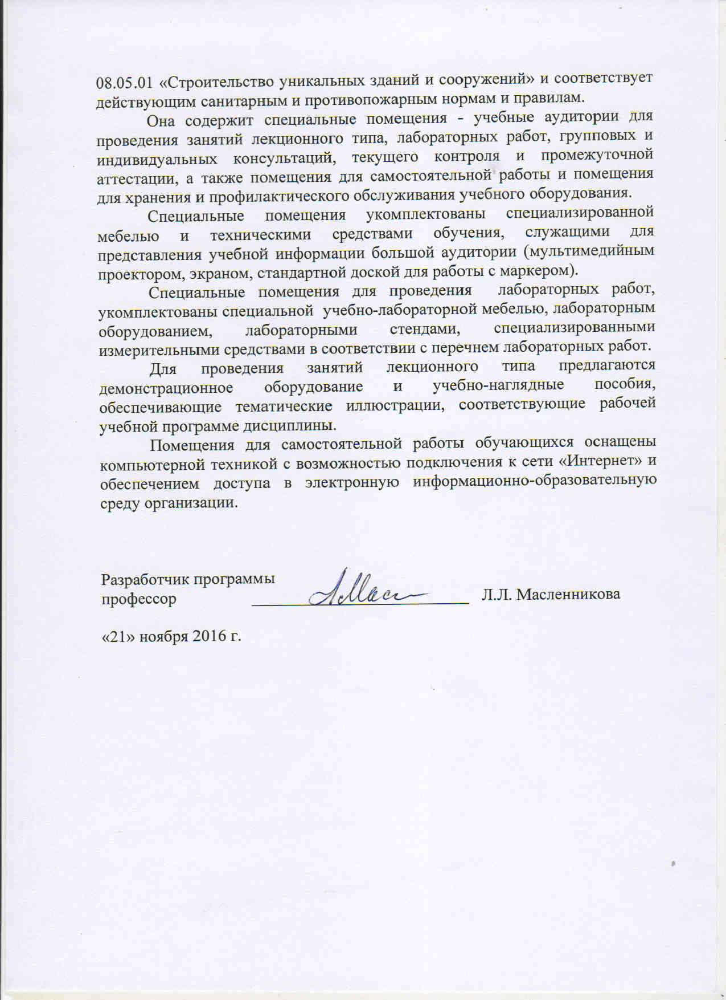 08.05.01 «Строительство уникальных зданий и сооружений» и соответствует
действующим санитарным и противопожарным нормам и правилам.
Она содержит специальные помещения - учебные аудитории для
проведения занятий лекционного типа, лабораторных работ, групповых и
индивидуальных консультаций, текущего контроля и промежуточной
аттестации, а также помещения для самостоятельной работы и помещения
для хранения и профилактического обслуживания учебного оборудования.
Специальные помещения укомплектованы специализированной
мебелью и техническими средствами обучения, служащими для
представления учебной информации большой аудитории (мультимедийным
проектором, экраном, стандартной доской для работы с маркером).
Специальные помещения для проведения лабораторных работ,
укомплектованы специальной учебно-лабораторной мебелью, лабораторным
оборудованием, лабораторными стендами, специализированными
измерительными средствами в соответствии с перечнем лабораторных работ.
Для проведения занятий лекционного типа предлагаются
демонстрационное оборудование и учебно-наглядные пособия,
обеспечивающие тематические иллюстрации, соответствующие рабочей
учебной программе дисциплины.
Помещения для самостоятельной работы обучающихся оснащены
компьютерной техникой с возможностью подключения к сети «Интернет» и
обеспечением доступа в электронную информационно-образовательную
среду организации.
Разработчик программы
профессор Л.Л. Масленникова
«21» ноября 2016 г.